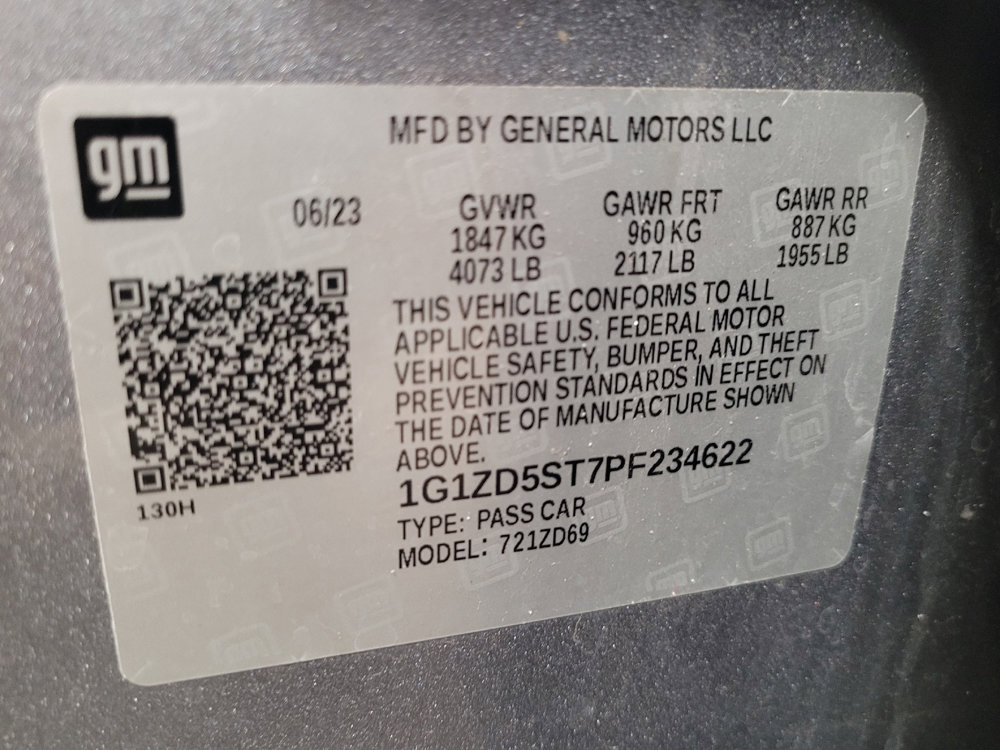 gm
MFD BY GENERAL MOTORS LLC
06/23
GVWR GAWR FRT GAWR RR
1847 KG 960 KG 887 KG
4073 LB 2117 LB 1955 LB
THIS VEHICLE CONFORMS TO ALL
APPLICABLE U.S. FEDERAL MOTOR
VEHICLE SAFETY, BUMPER, AND THEFT
PREVENTION STANDARDS IN EFFECT ON
THE DATE OF MANUFACTURE SHOWN
ABOVE.
1G1ZD5ST7PF234622
TYPE: PASS CAR
MODEL: 721ZD69
130H